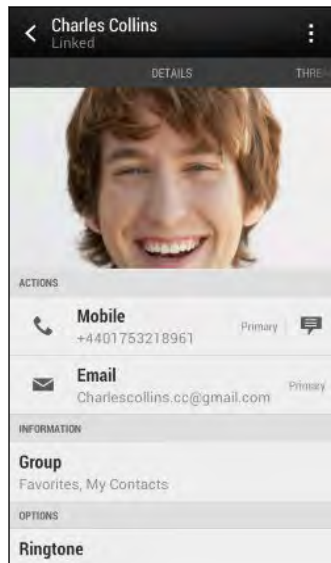 Charles Collins
Linked
DETAILS
THRE
ACTIONS
Mobile
+4401753218961
Primary
Email
Charlescollins.cc@gmail.com
Primary
INFORMATION
Group
Favorites, My Contacts
OPTIONS
Ringtone